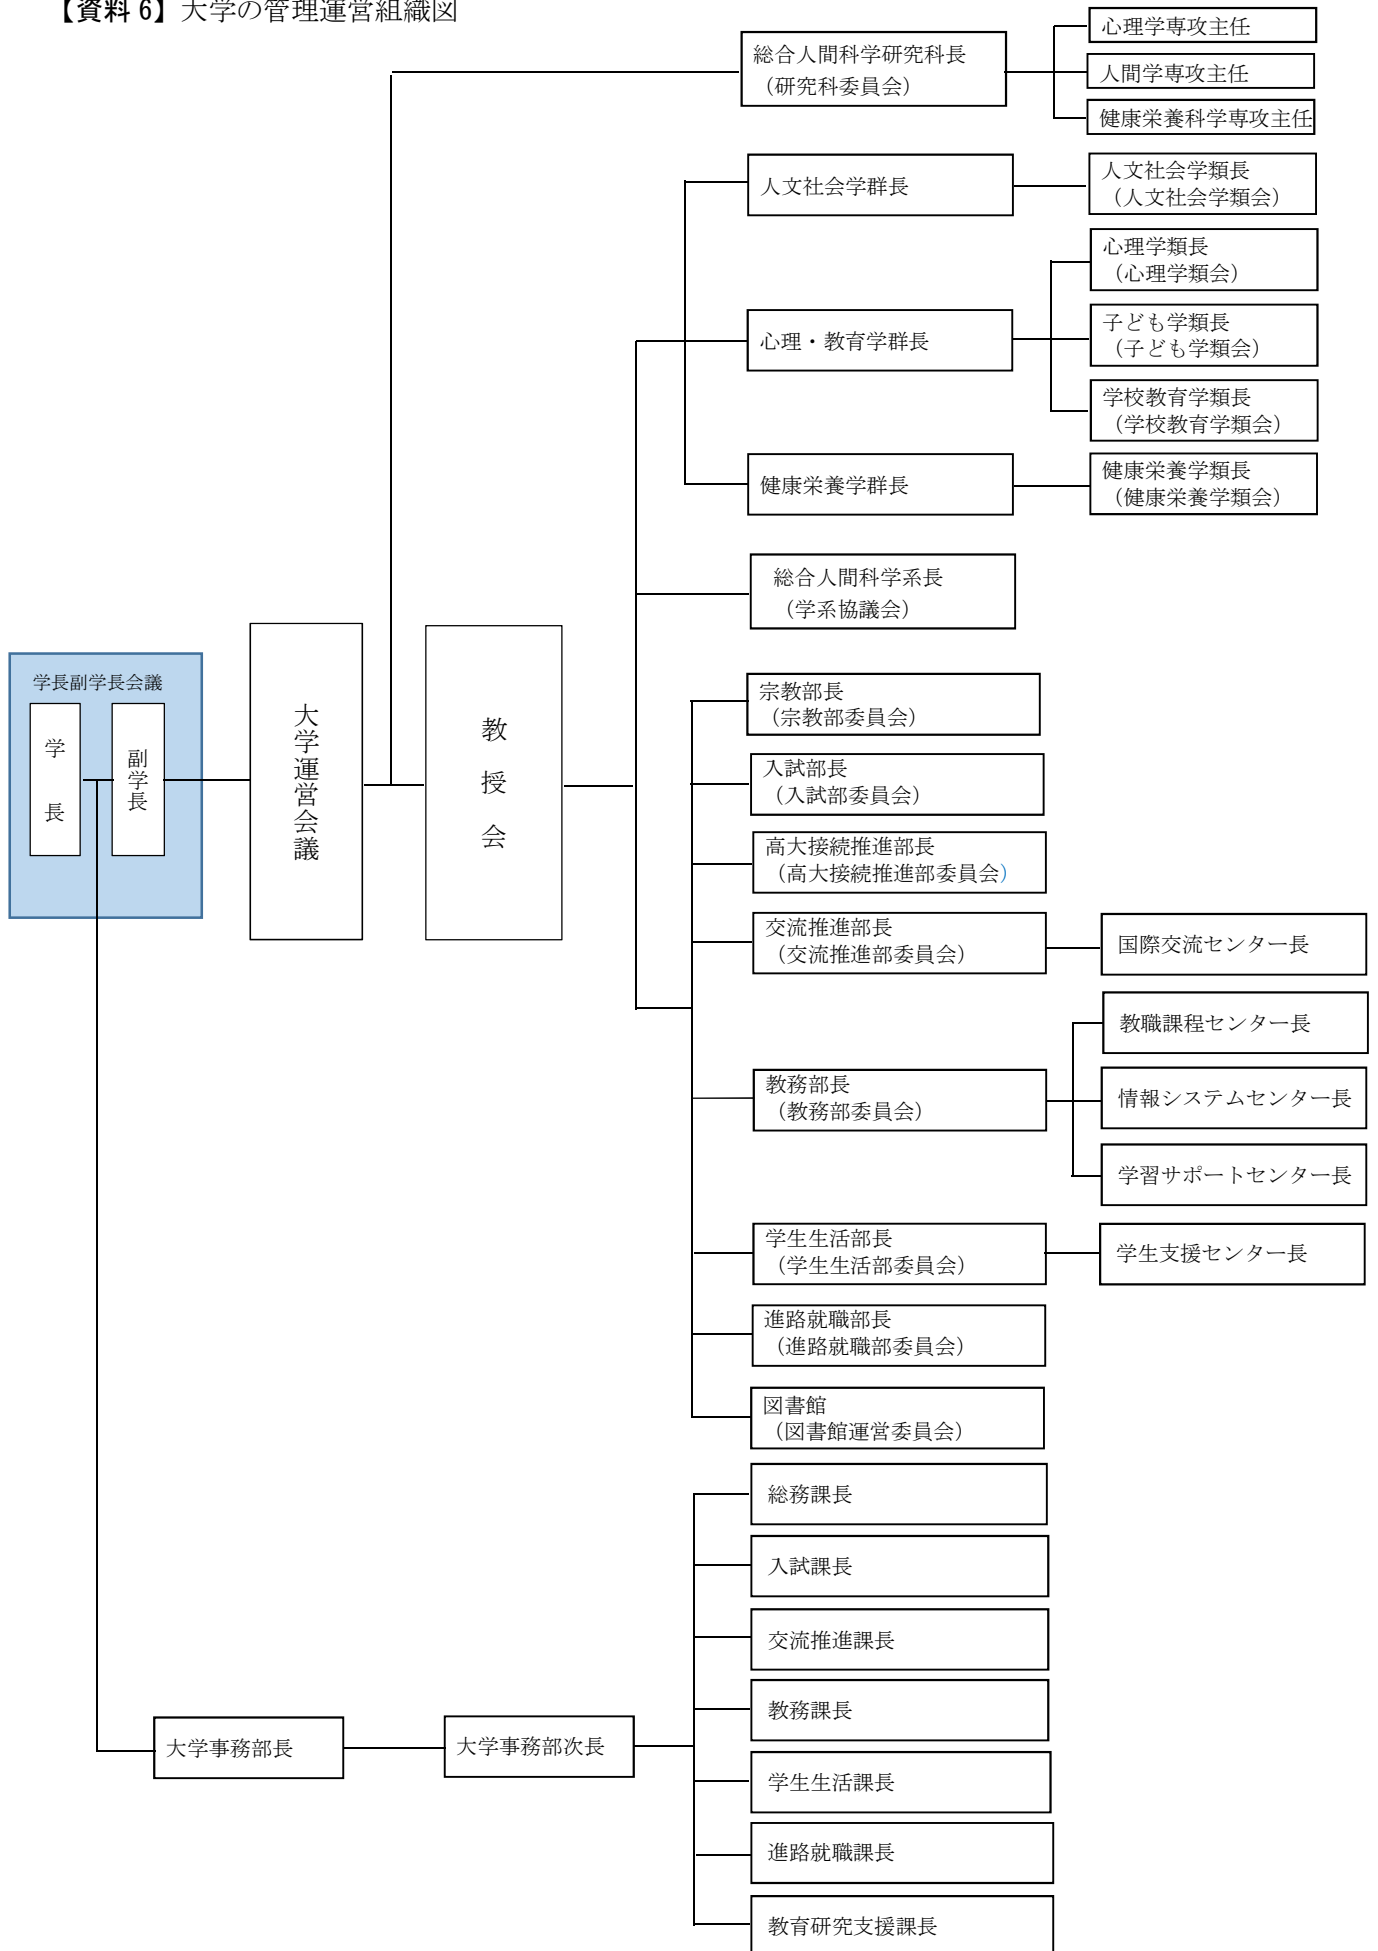 【資料 6】大学の管理運営組織図
総合人間科学研究科長
（研究科委員会）
心理学専攻主任
人間学専攻主任
健康栄養科学専攻主任
人文社会学群長
人文社会学類長
（人文社会学類会）
心理・教育学群長
心理学類長
（心理学類会）
子ども学類長
（子ども学類会）
学校教育学類長
（学校教育学類会）
健康栄養学群長
健康栄養学類長
（健康栄養学類会）
総合人間科学系長
（学系協議会）
学長副学長会議
学長
副学長
大学運営会議
教授会
宗教部長
（宗教部委員会）
入試部長
（入試部委員会）
高大接続推進部長
（高大接続推進部委員会）
交流推進部長
（交流推進部委員会）
国際交流センター長
教務部長
（教務部委員会）
教職課程センター長
情報システムセンター長
学習サポートセンター長
学生生活部長
（学生生活部委員会）
学生支援センター長
進路就職部長
（進路就職部委員会）
図書館
（図書館運営委員会）
大学事務部長
大学事務部次長
総務課長
入試課長
交流推進課長
教務課長
学生生活課長
進路就職課長
教育研究支援課長